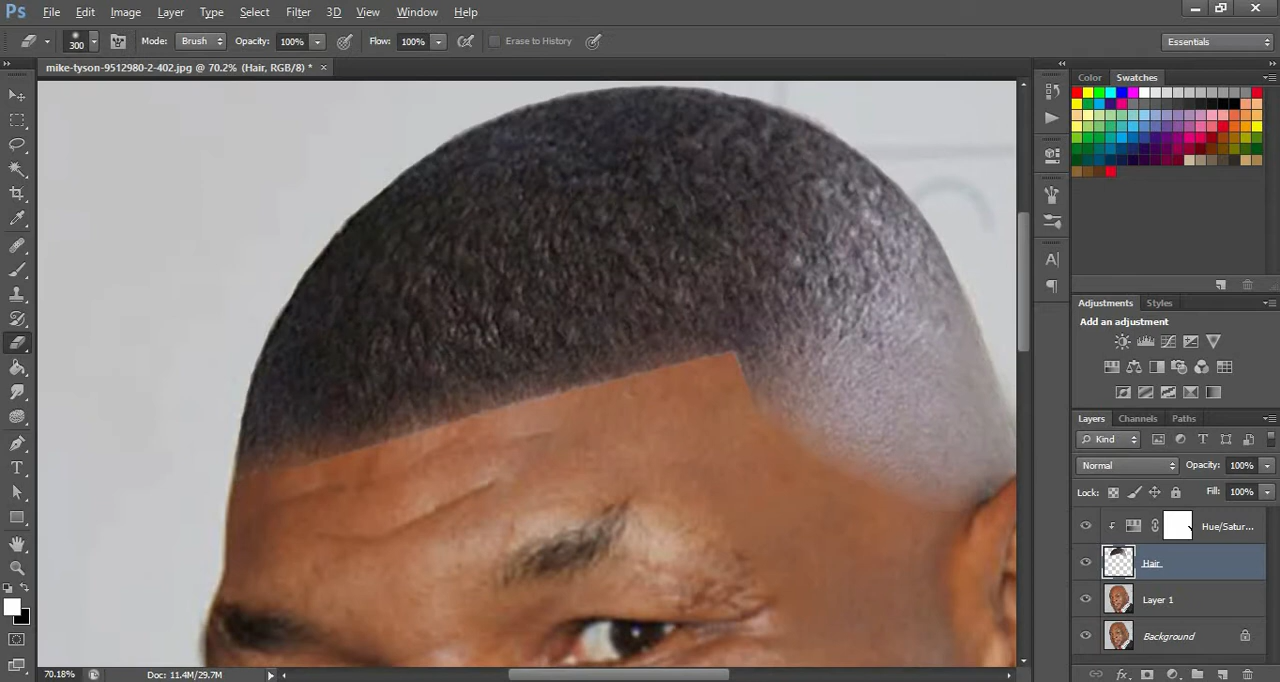 Ps File Edit Image Layer Type Select Filter 3D View Window Help
300 Mode: Brush Opacity: 100% Flow: 100% Erase to History Essentials
mike-tyson-9512980-2-402.jpg @ 70.2% (Hair, RGB/8) * ×
Color Swatches
Adjustments Styles
Add an adjustment
Layers Channels Paths
Kind
Normal Opacity: 100%
Lock: Fill: 100%
Hue/Satur...
Hair
Layer 1
Background
70.18% Doc: 11.4M/29.7M